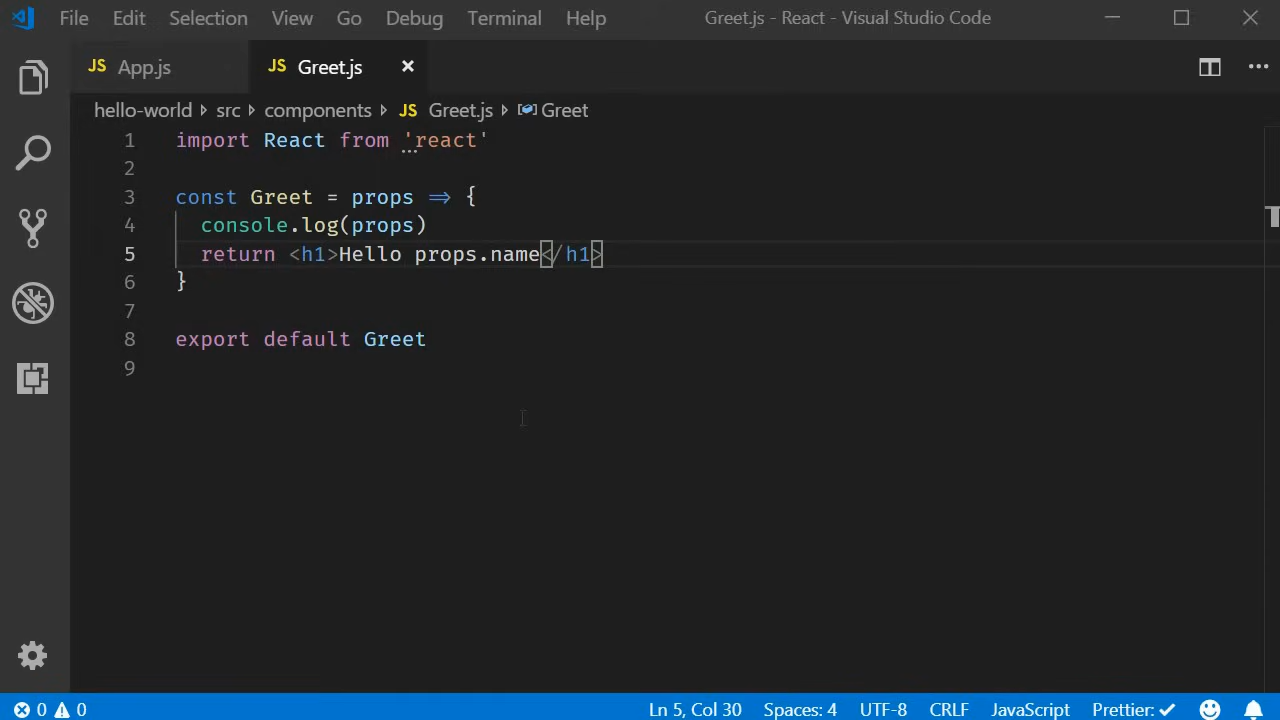 File Edit Selection View Go Debug Terminal Help Greet.js - React - Visual Studio Code
JS App.js JS Greet.js
hello-world src components JS Greet.js Greet
1 import React from 'react'
2
3 const Greet = props => {
4 console.log(props)
5 return <h1>Hello props.name</h1>
6 }
7
8 export default Greet
9
0 0 Ln 5, Col 30 Spaces: 4 UTF-8 CRLF JavaScript Prettier: ✓